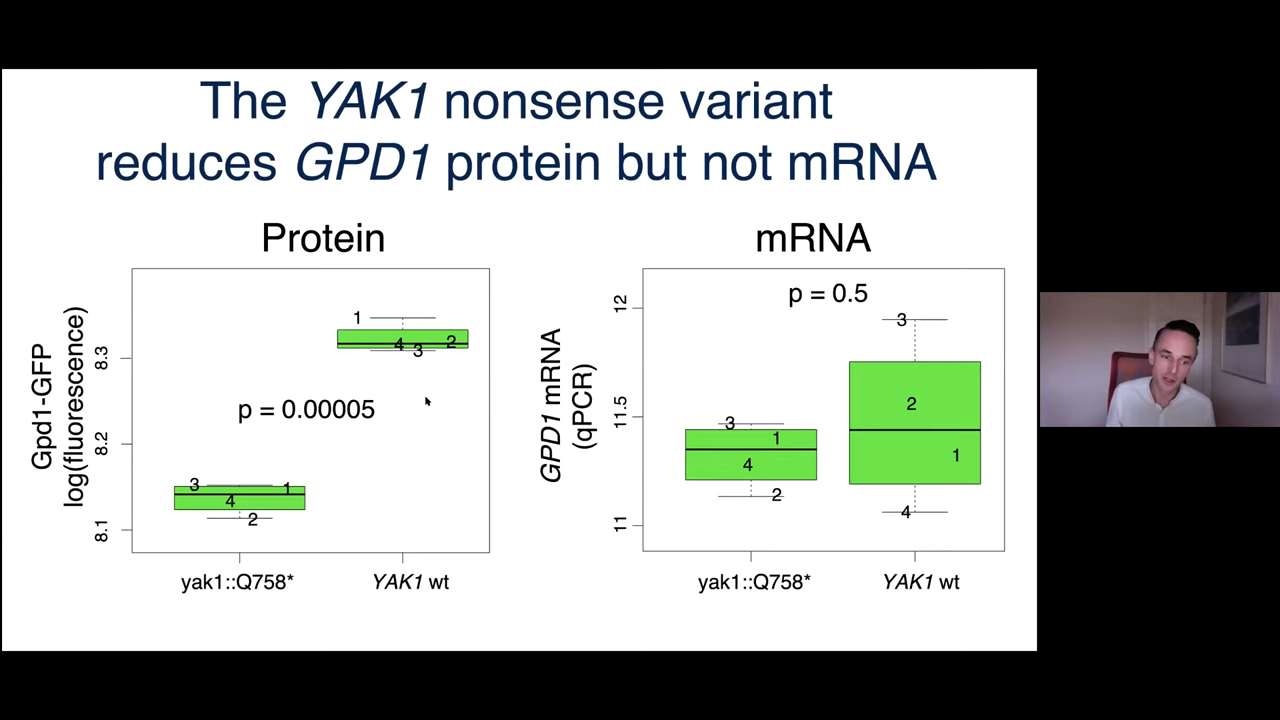 The YAK1 nonsense variant
reduces GPD1 protein but not mRNA
Protein
Gpd1-GFP
log(fluorescence)
8.3
8.2
8.1
1
4
2
3
p = 0.00005
3
1
4
2
yak1::Q758*
YAK1 wt
mRNA
GPD1 mRNA
(qPCR)
12
11.5
11
p = 0.5
3
1
4
2
3
2
1
4
yak1::Q758*
YAK1 wt